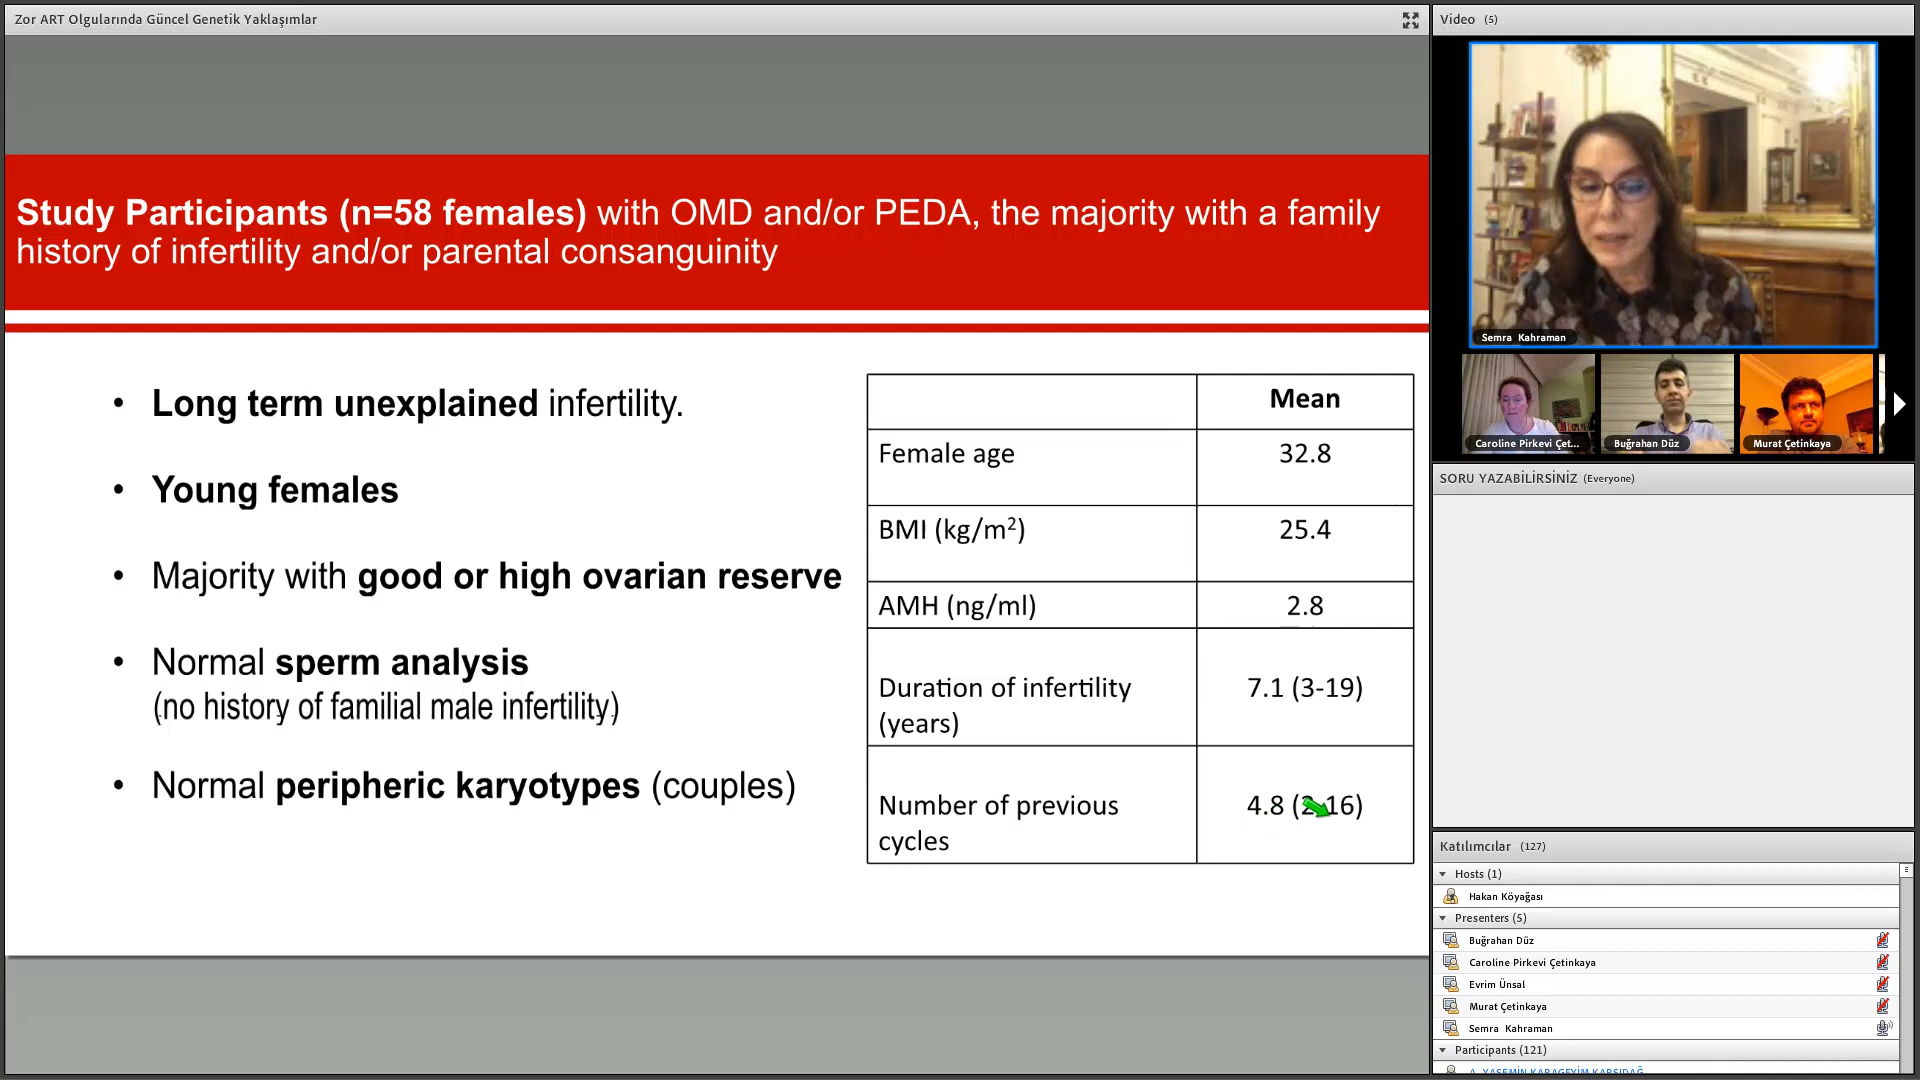 Zor ART Olgularında Güncel Genetik Yaklaşımlar
Study Participants (n=58 females) with OMD and/or PEDA, the majority with a family
history of infertility and/or parental consanguinity
• Long term unexplained infertility.
• Young females
• Majority with good or high ovarian reserve
• Normal sperm analysis
(no history of familial male infertility)
• Normal peripheric karyotypes (couples)
Mean
Female age 32.8
BMI (kg/m²) 25.4
AMH (ng/ml) 2.8
Duration of infertility 7.1 (3-19)
(years)
Number of previous 4.8 (2-16)
cycles
Video (5)
Semra Kahraman
Caroline Pirkevi Çet...
Buğrahan Düz
Murat Çetinkaya
SORU YAZABİLİRSİNİZ (Everyone)
Katılımcılar (127)
Hosts (1)
Hakan Köyağası
Presenters (5)
Buğrahan Düz
Caroline Pirkevi Çetinkaya
Evrim Ünsal
Murat Çetinkaya
Semra Kahraman
Participants (121)